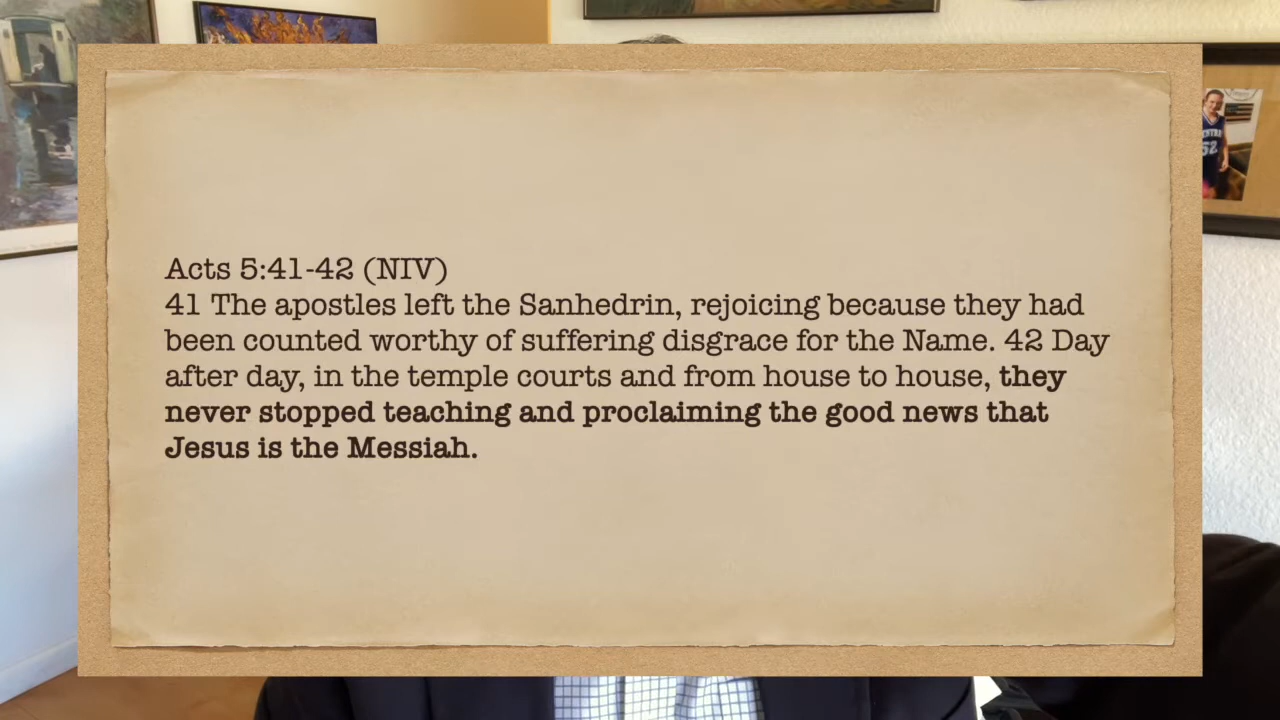 Acts 5:41-42 (NIV)
41 The apostles left the Sanhedrin, rejoicing because they had
been counted worthy of suffering disgrace for the Name. 42 Day
after day, in the temple courts and from house to house, they
never stopped teaching and proclaiming the good news that
Jesus is the Messiah.
52